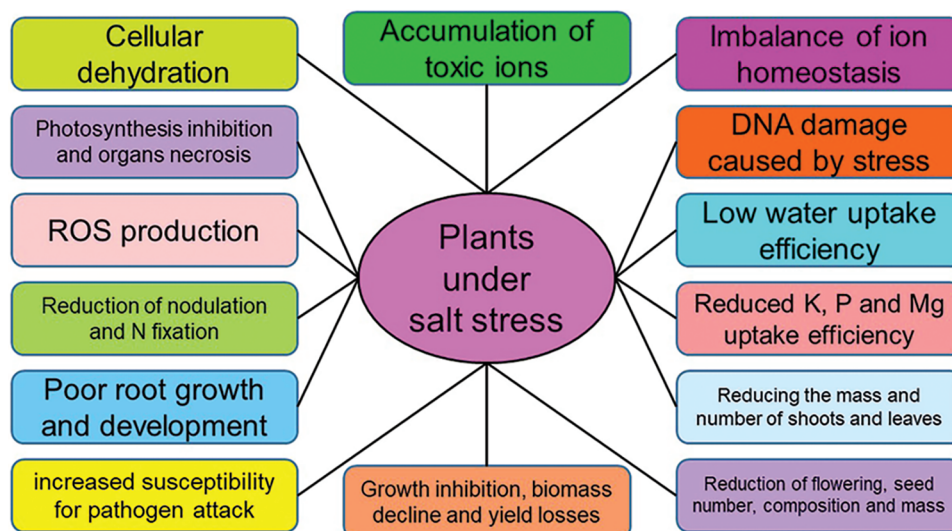 Cellular
dehydration
Accumulation of
toxic ions
Imbalance of ion
homeostasis
Photosynthesis inhibition
and organs necrosis
DNA damage
caused by stress
ROS production
Plants
under
salt stress
Low water uptake
efficiency
Reduction of nodulation
and N fixation
Reduced K, P and Mg
uptake efficiency
Poor root growth
and development
Reducing the mass and
number of shoots and leaves
increased susceptibility
for pathogen attack
Growth inhibition, biomass
decline and yield losses
Reduction of flowering, seed
number, composition and mass